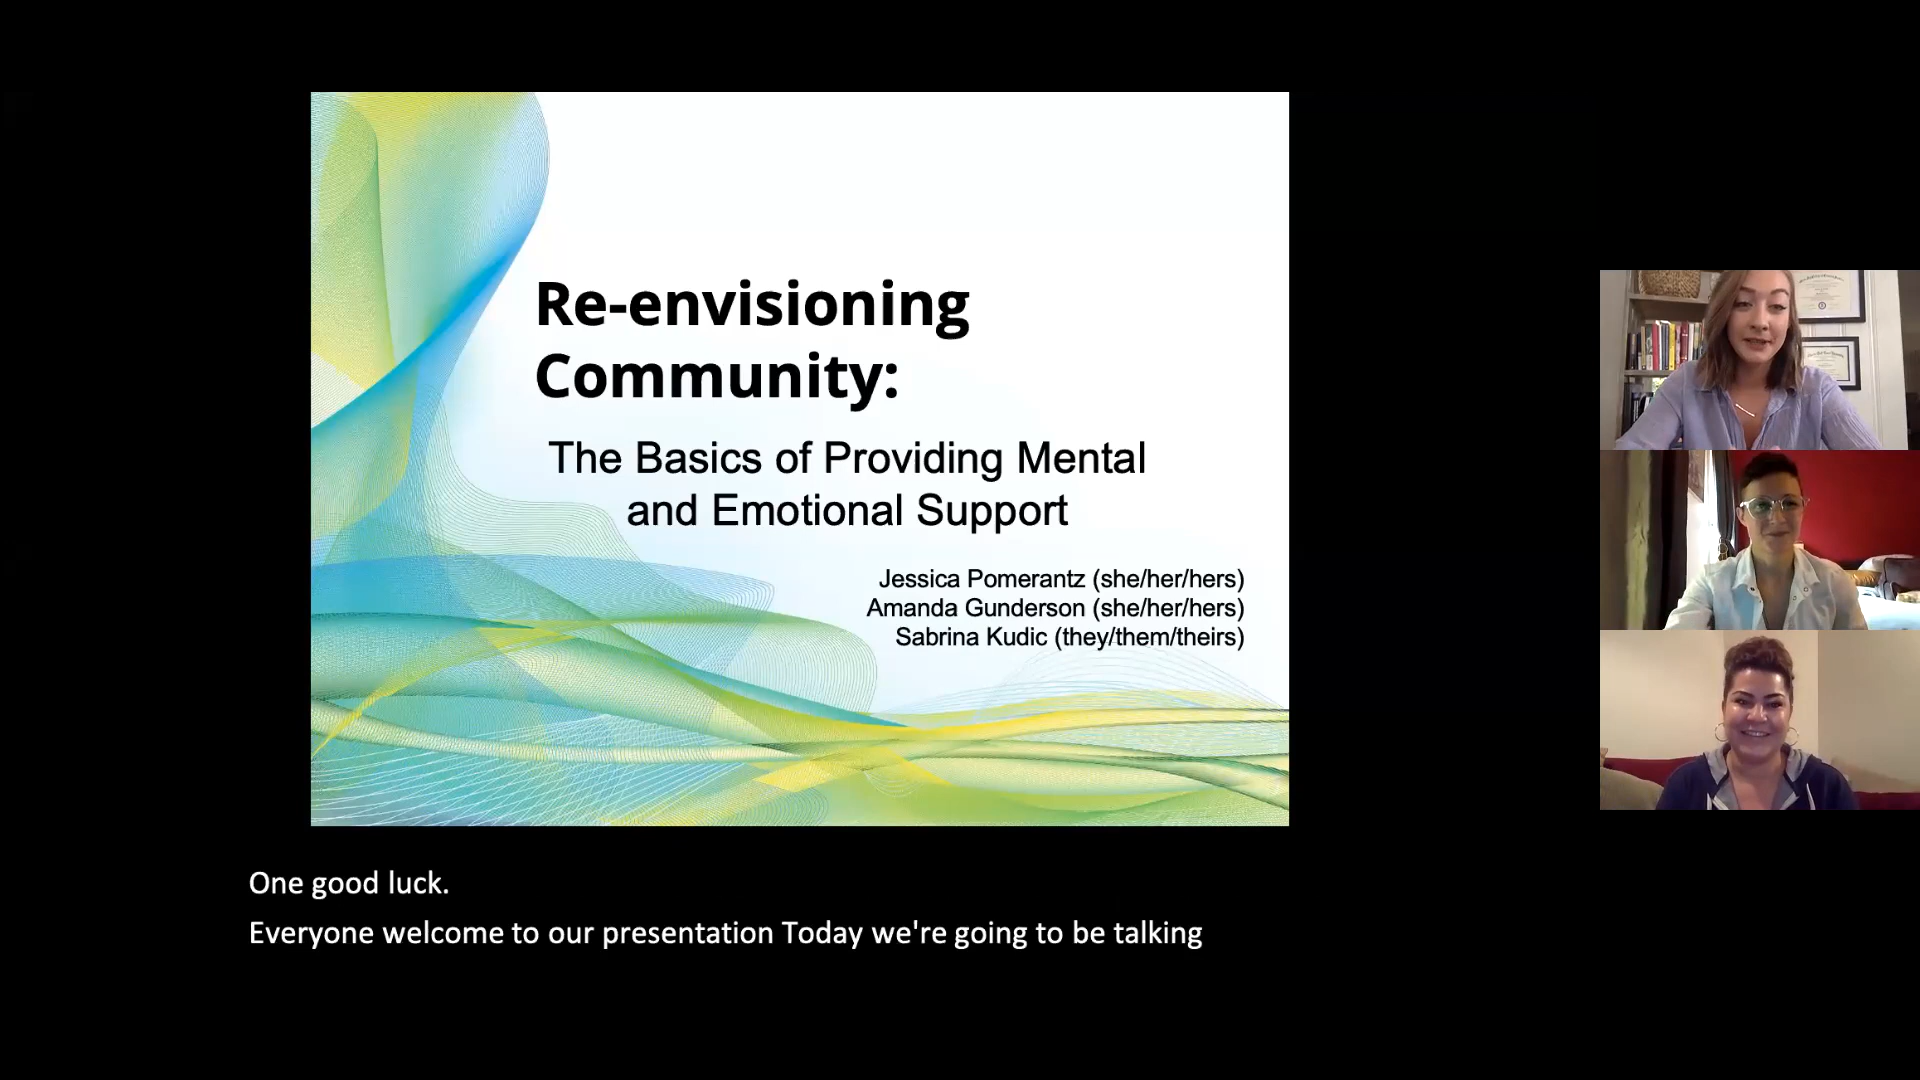 Re-envisioning
Community:
The Basics of Providing Mental
and Emotional Support
Jessica Pomerantz (she/her/hers)
Amanda Gunderson (she/her/hers)
Sabrina Kudic (they/them/theirs)
One good luck.
Everyone welcome to our presentation Today we're going to be talking